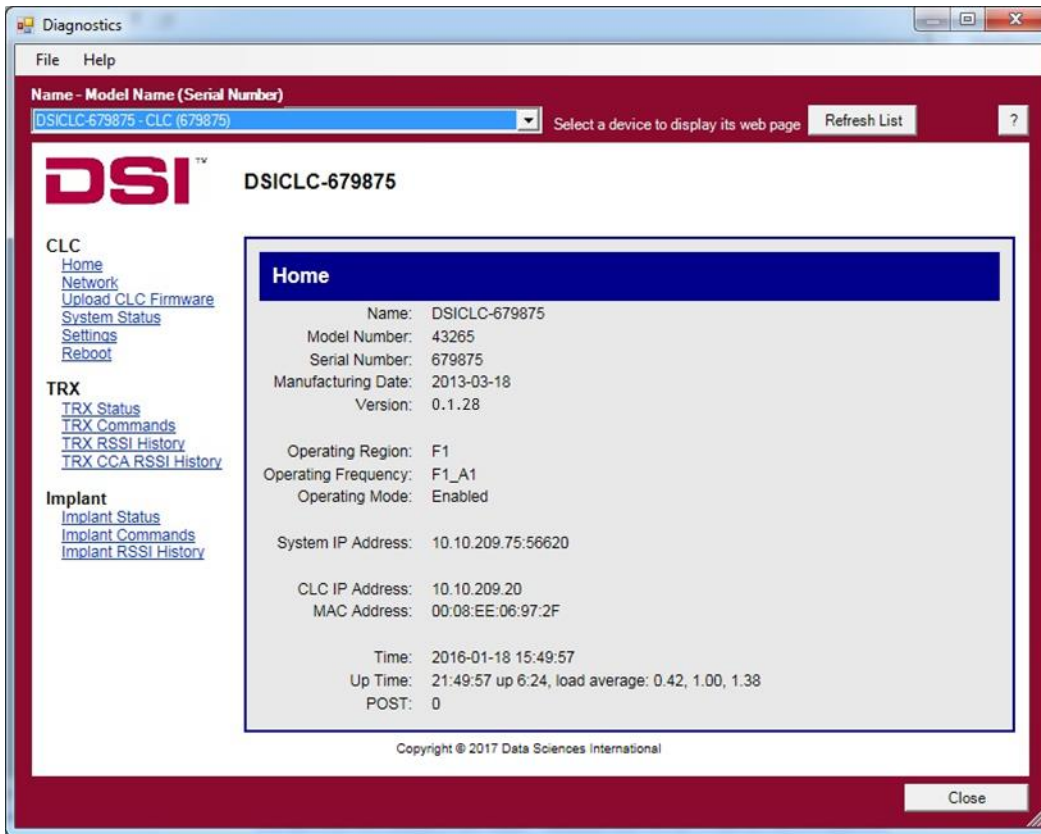 Diagnostics
File Help
Name - Model Name (Serial Number)
DSICLC-679875 - CLC (679875)
Select a device to display its web page
Refresh List
?
DSI™
DSICLC-679875
CLC
Home
Network
Upload CLC Firmware
System Status
Settings
Reboot
TRX
TRX Status
TRX Commands
TRX RSSI History
TRX CCA RSSI History
Implant
Implant Status
Implant Commands
Implant RSSI History
Home
Name: DSICLC-679875
Model Number: 43265
Serial Number: 679875
Manufacturing Date: 2013-03-18
Version: 0.1.28
Operating Region: F1
Operating Frequency: F1_A1
Operating Mode: Enabled
System IP Address: 10.10.209.75:56620
CLC IP Address: 10.10.209.20
MAC Address: 00:08:EE:06:97:2F
Time: 2016-01-18 15:49:57
Up Time: 21:49:57 up 6:24, load average: 0.42, 1.00, 1.38
POST: 0
Copyright © 2017 Data Sciences International
Close